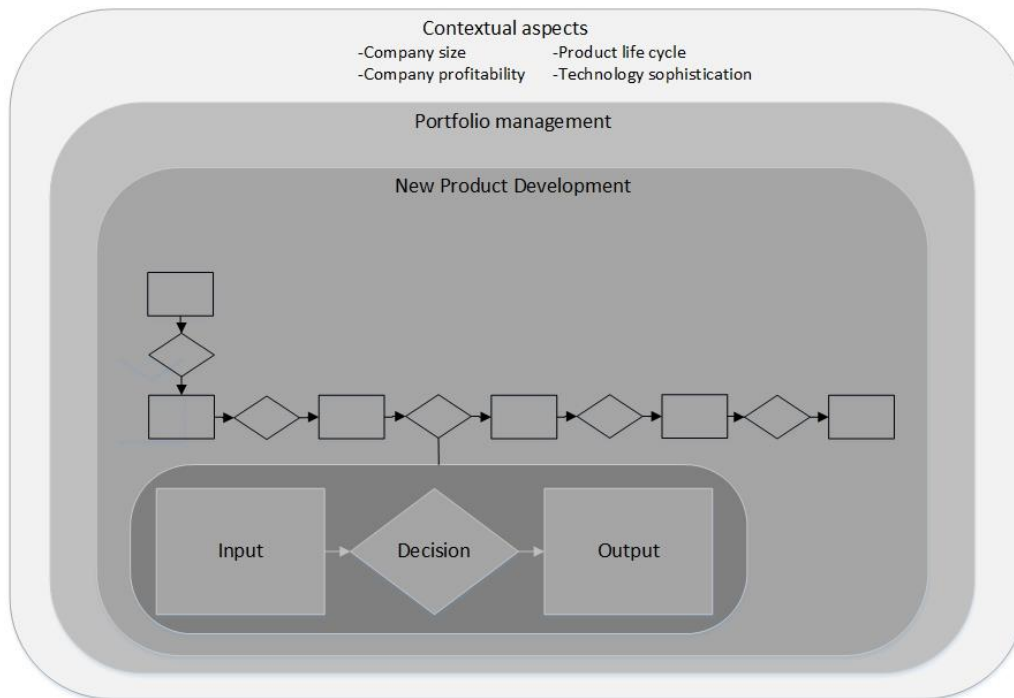 Contextual aspects
-Company size -Product life cycle
-Company profitability -Technology sophistication
Portfolio management
New Product Development
Input Decision Output